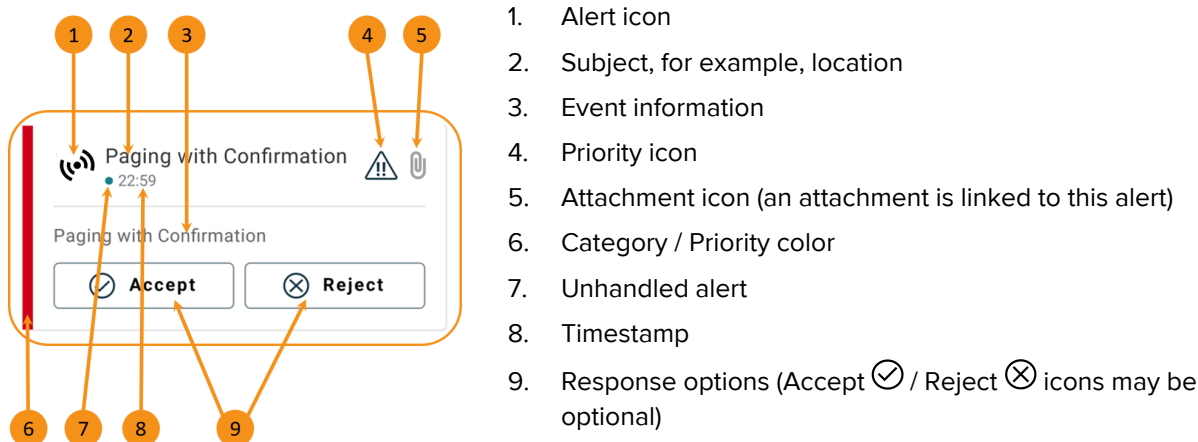 1 2 3 4 5
Paging with Confirmation
22:59
Paging with Confirmation
Accept Reject
6 7 8 9
1. Alert icon
2. Subject, for example, location
3. Event information
4. Priority icon
5. Attachment icon (an attachment is linked to this alert)
6. Category / Priority color
7. Unhandled alert
8. Timestamp
9. Response options (Accept / Reject icons may be
optional)